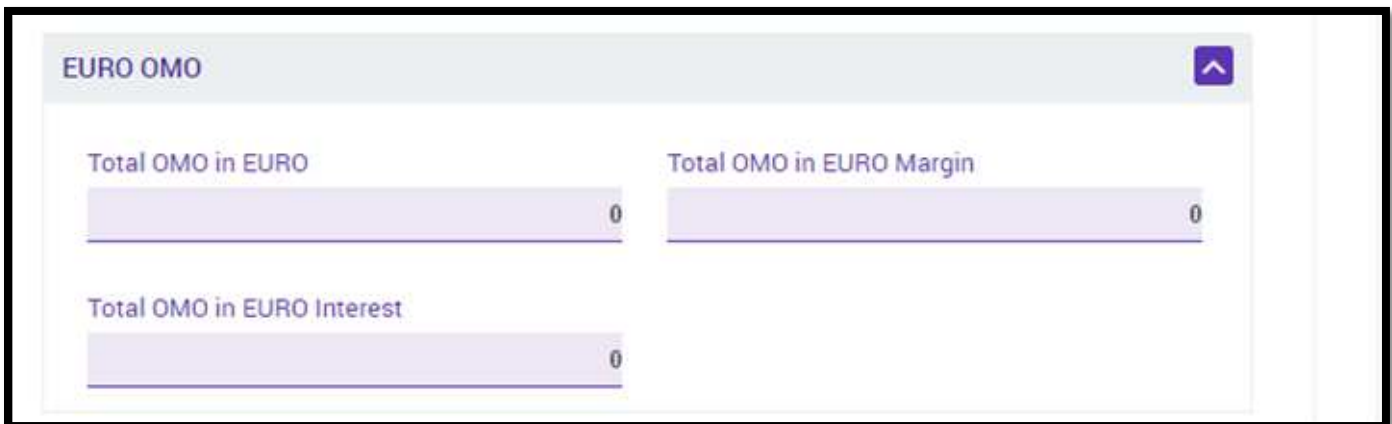 EURO OMO
Total OMO in EURO
Total OMO in EURO Margin
0
0
Total OMO in EURO Interest
0